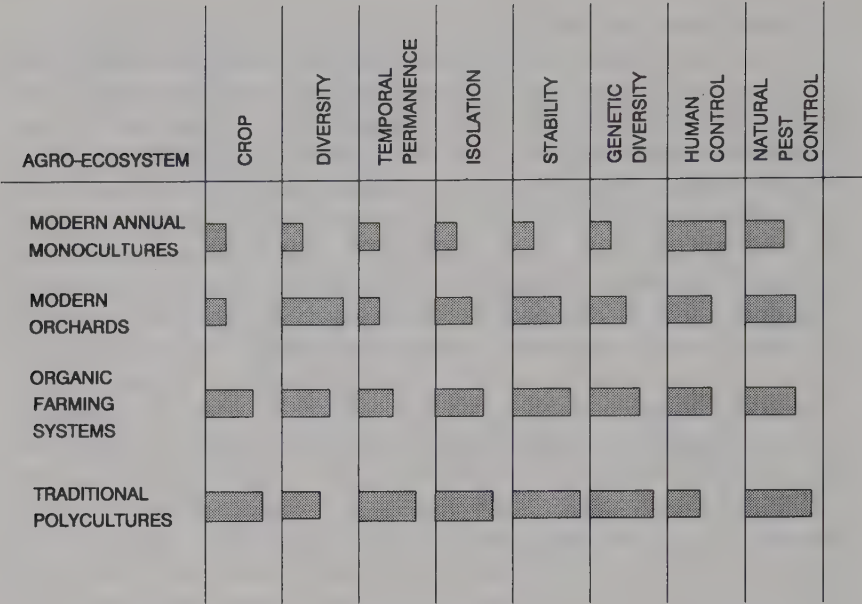 AGRO-ECOSYSTEM
CROP
DIVERSITY
TEMPORAL
PERMANENCE
ISOLATION
STABILITY
GENETIC
DIVERSITY
HUMAN
CONTROL
NATURAL
PEST
CONTROL
MODERN ANNUAL
MONOCULTURES
MODERN
ORCHARDS
ORGANIC
FARMING
SYSTEMS
TRADITIONAL
POLYCULTURES